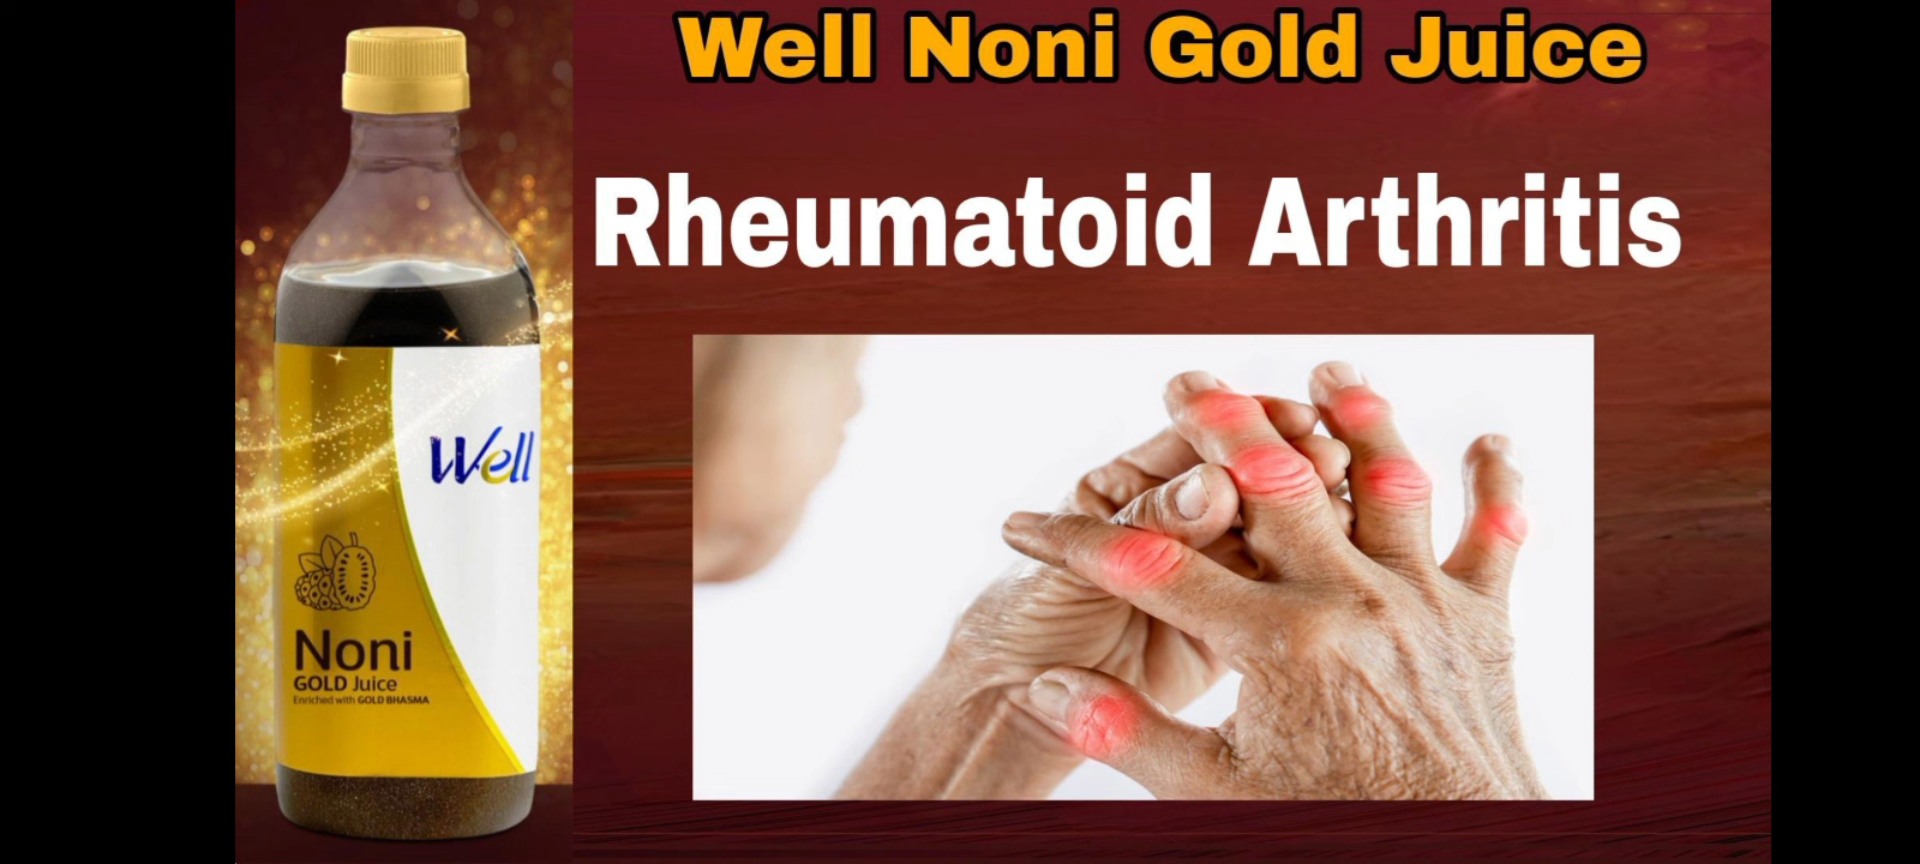 Well Noni Gold Juice
Rheumatoid Arthritis
Well
Noni
GOLD Juice
Enriched with GOLD BHASMA